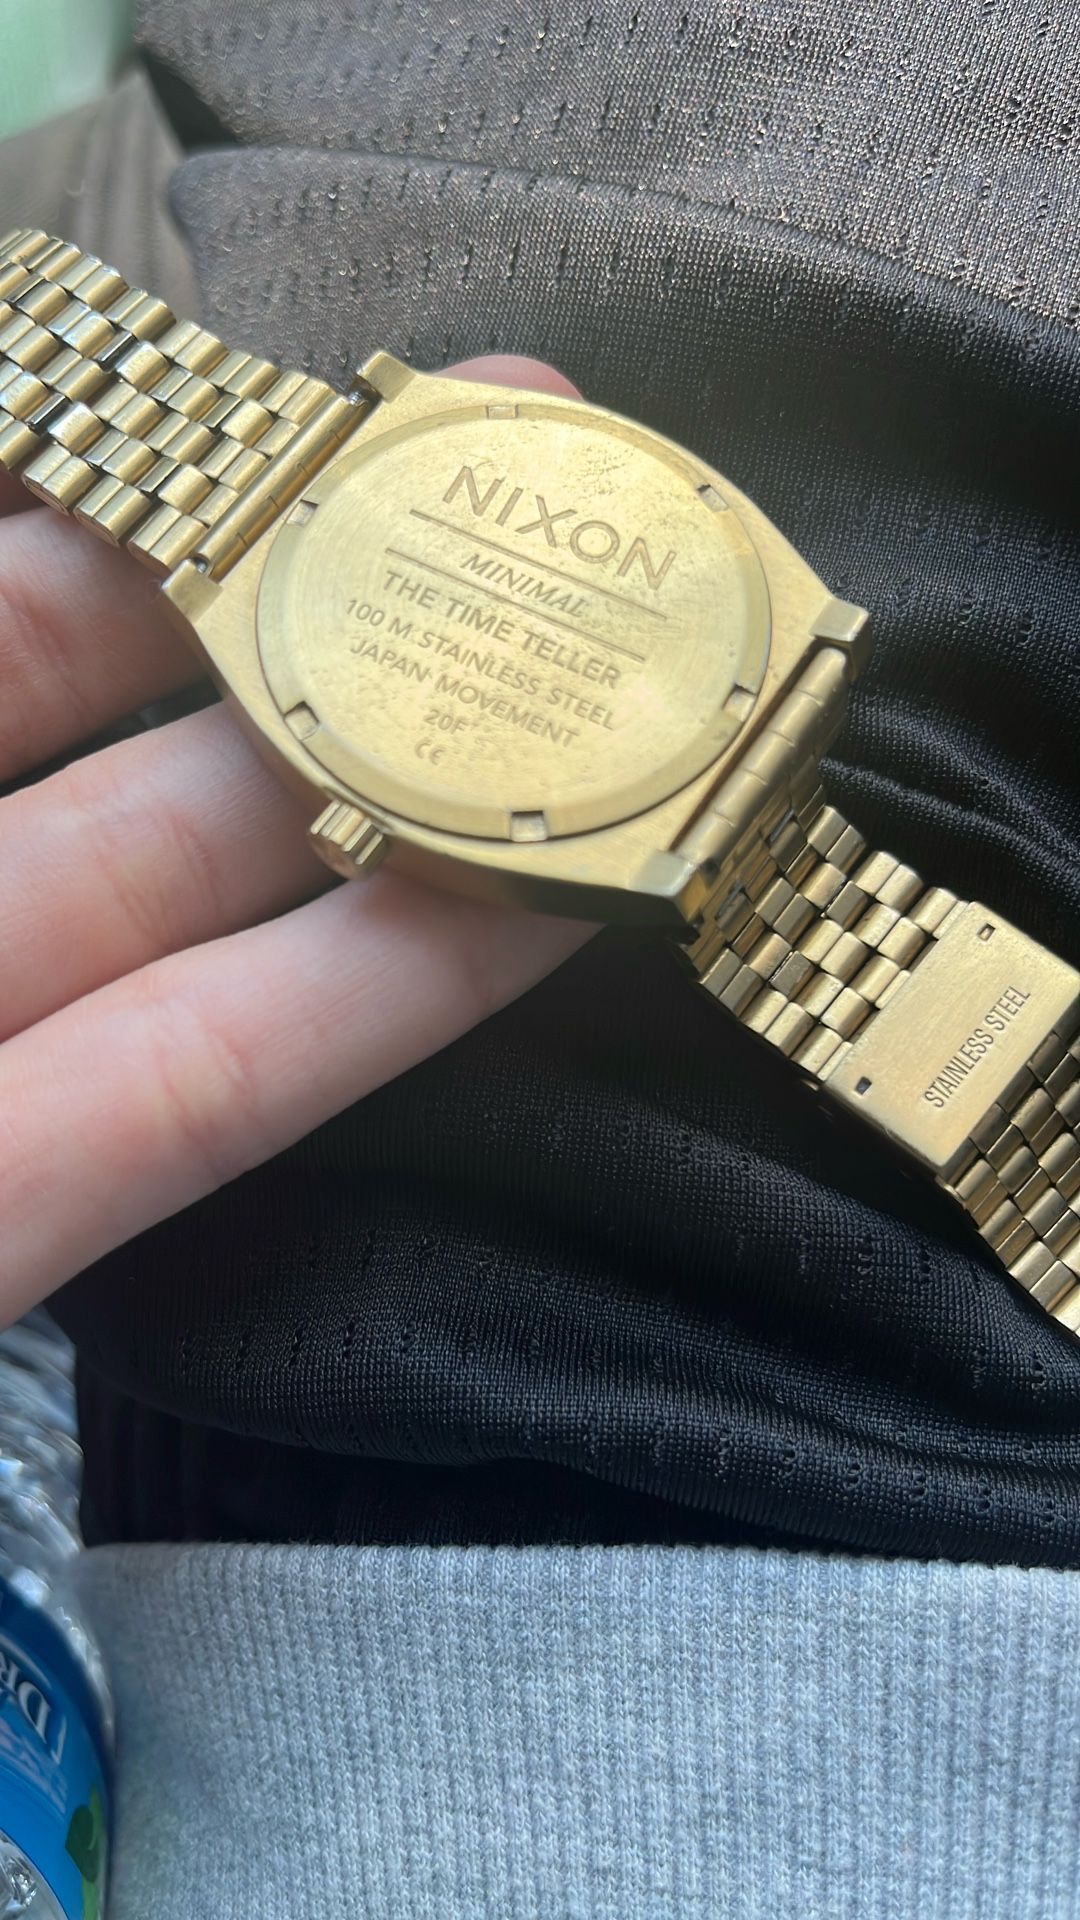 NIXON
MINIMAL
THE TIME TELLER
100 M STAINLESS STEEL
JAPAN MOVEMENT
20F
CE
STAINLESS STEEL